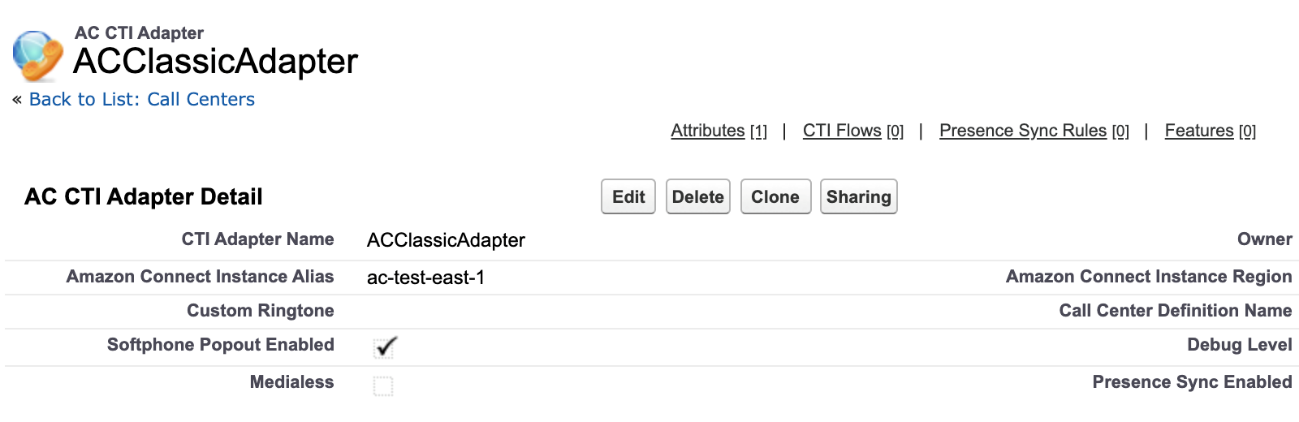 AC CTI Adapter
ACClassicAdapter
« Back to List: Call Centers
Attributes [1] | CTI Flows [0] | Presence Sync Rules [0] | Features [0]
AC CTI Adapter Detail Edit Delete Clone Sharing
CTI Adapter Name ACClassicAdapter Owner
Amazon Connect Instance Alias ac-test-east-1 Amazon Connect Instance Region
Custom Ringtone Call Center Definition Name
Softphone Popout Enabled Debug Level
Medialess Presence Sync Enabled